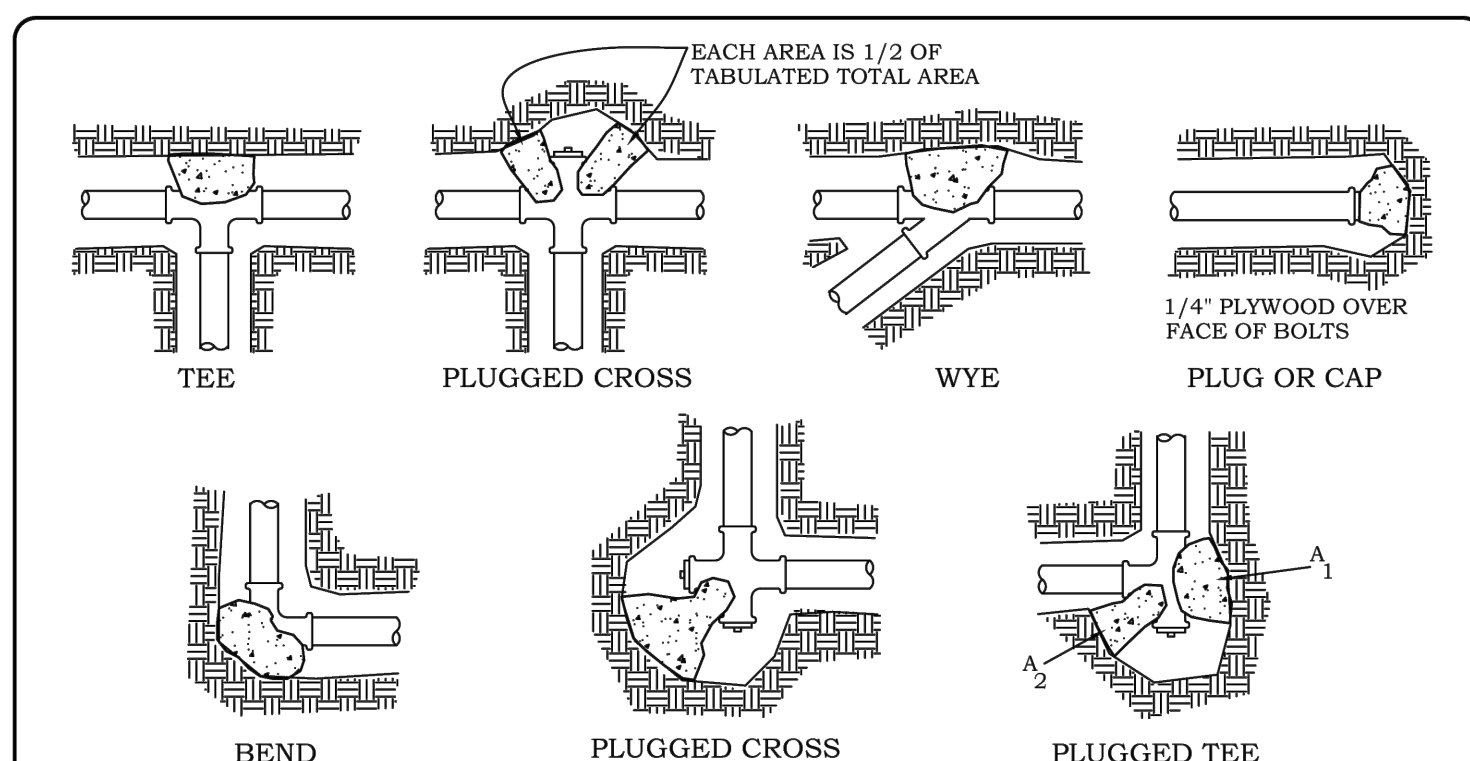 EACH AREA IS 1/2 OF
TABULATED TOTAL AREA
1/4" PLYWOOD OVER
FACE OF BOLTS
TEE
PLUGGED CROSS
WYE
PLUG OR CAP
A
1
A
2
BEND
PLUGGED CROSS
PLUGGED TEE